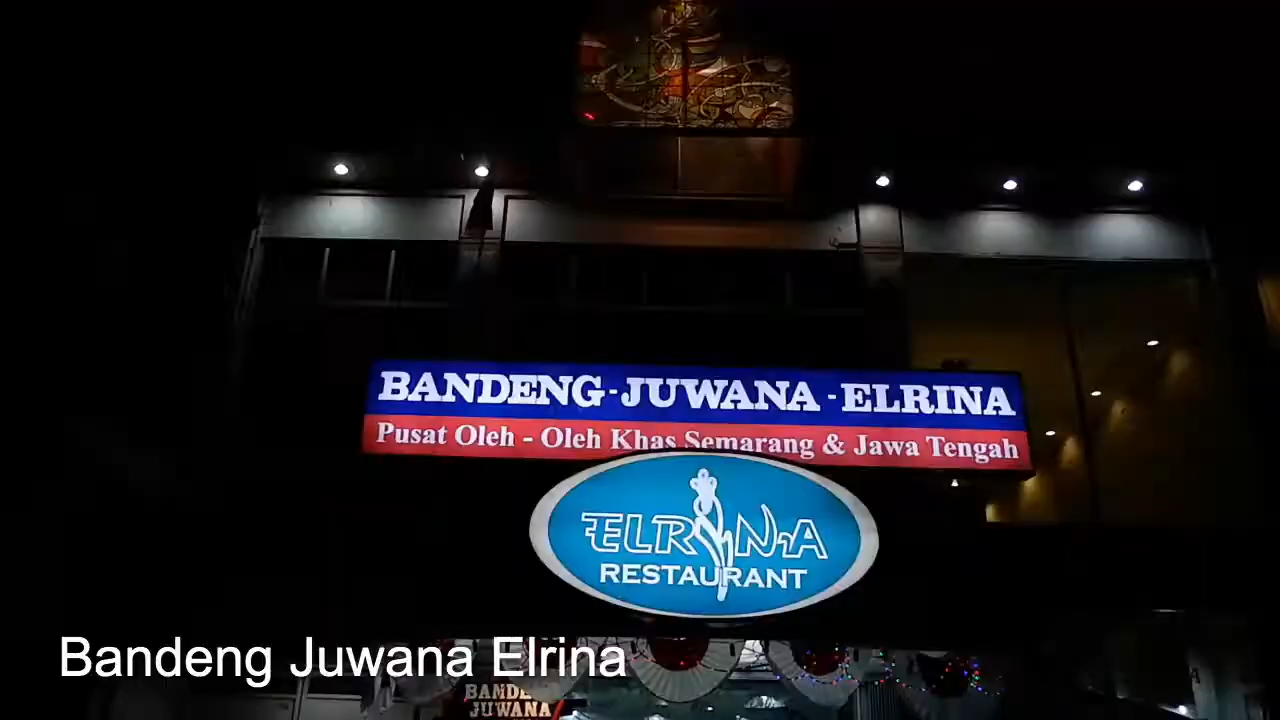 BANDENG-JUWANA-ELRINA
Pusat Oleh - Oleh Khas Semarang & Jawa Tengah
ELRINA
RESTAURANT
Bandeng Juwana Elrina
BANDENG
JUWANA